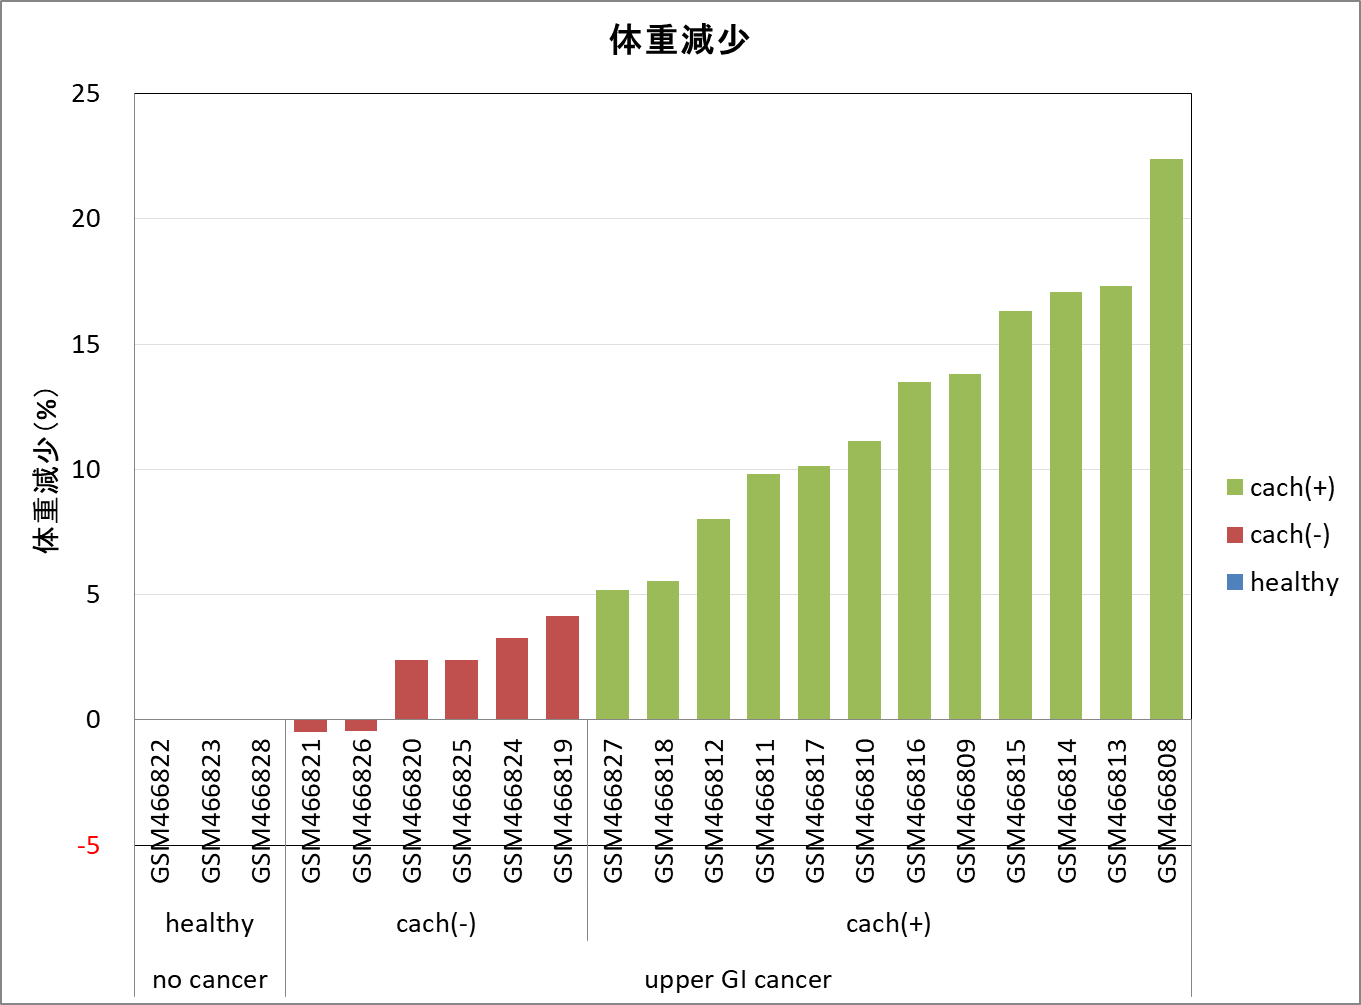 体重減少
体重減少(%)
25
20
15
10
5
0
-5
GSM466822
GSM466823
GSM466828
GSM466821
GSM466826
GSM466820
GSM466825
GSM466824
GSM466819
GSM466827
GSM466818
GSM466812
GSM466811
GSM466817
GSM466810
GSM466816
GSM466809
GSM466815
GSM466814
GSM466813
GSM466808
healthy
cach(-)
cach(+)
no cancer
upper GI cancer
cach(+)
cach(-)
healthy